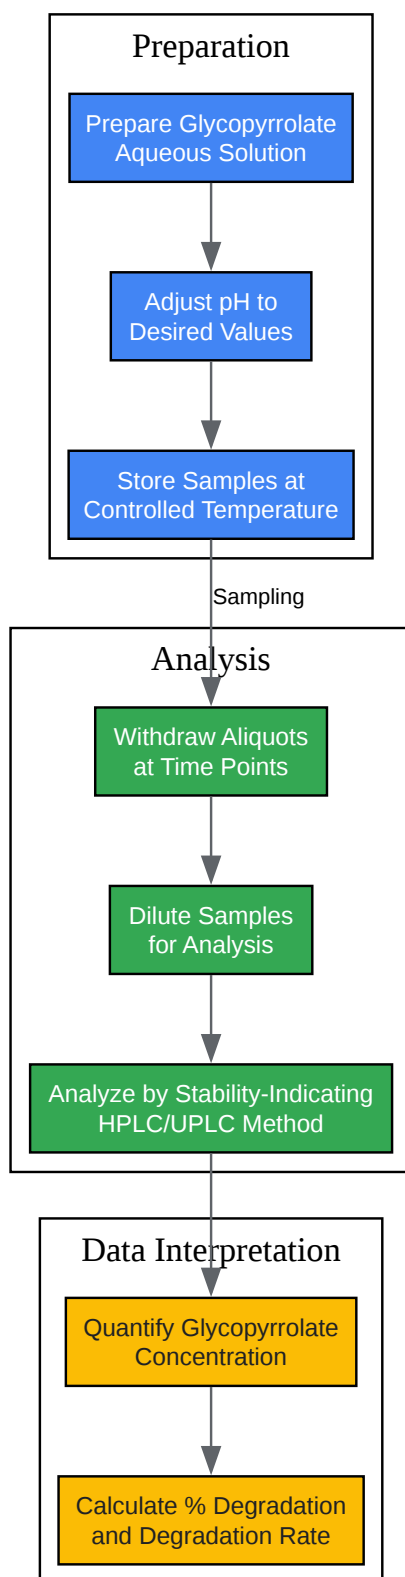 Preparation
Prepare Glycopyrrolate
Aqueous Solution
Adjust pH to
Desired Values
Store Samples at
Controlled Temperature
Sampling
Analysis
Withdraw Aliquots
at Time Points
Dilute Samples
for Analysis
Analyze by Stability-Indicating
HPLC/UPLC Method
Data Interpretation
Quantify Glycopyrrolate
Concentration
Calculate % Degradation
and Degradation Rate